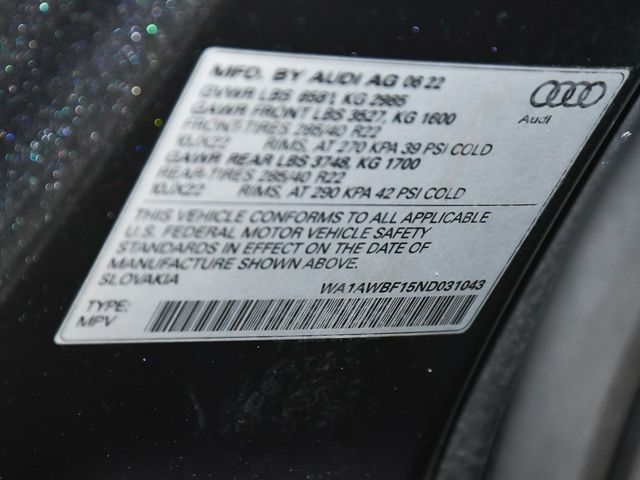 MFD. BY AUDI AG 06 22
GVWR LBS 6581, KG 2985
GAWR FRONT LBS 3527, KG 1600
FRONT-TIRES 285/40 R22
10JX22 RIMS, AT 270 KPA 39 PSI COLD
GAWR REAR LBS 3748, KG 1700
REAR-TIRES 285/40 R22
10JX22 RIMS, AT 290 KPA 42 PSI COLD
THIS VEHICLE CONFORMS TO ALL APPLICABLE
U.S. FEDERAL MOTOR VEHICLE SAFETY
STANDARDS IN EFFECT ON THE DATE OF
MANUFACTURE SHOWN ABOVE.
SLOVAKIA
WA1AWBF15ND031043
TYPE:
MPV
Audi